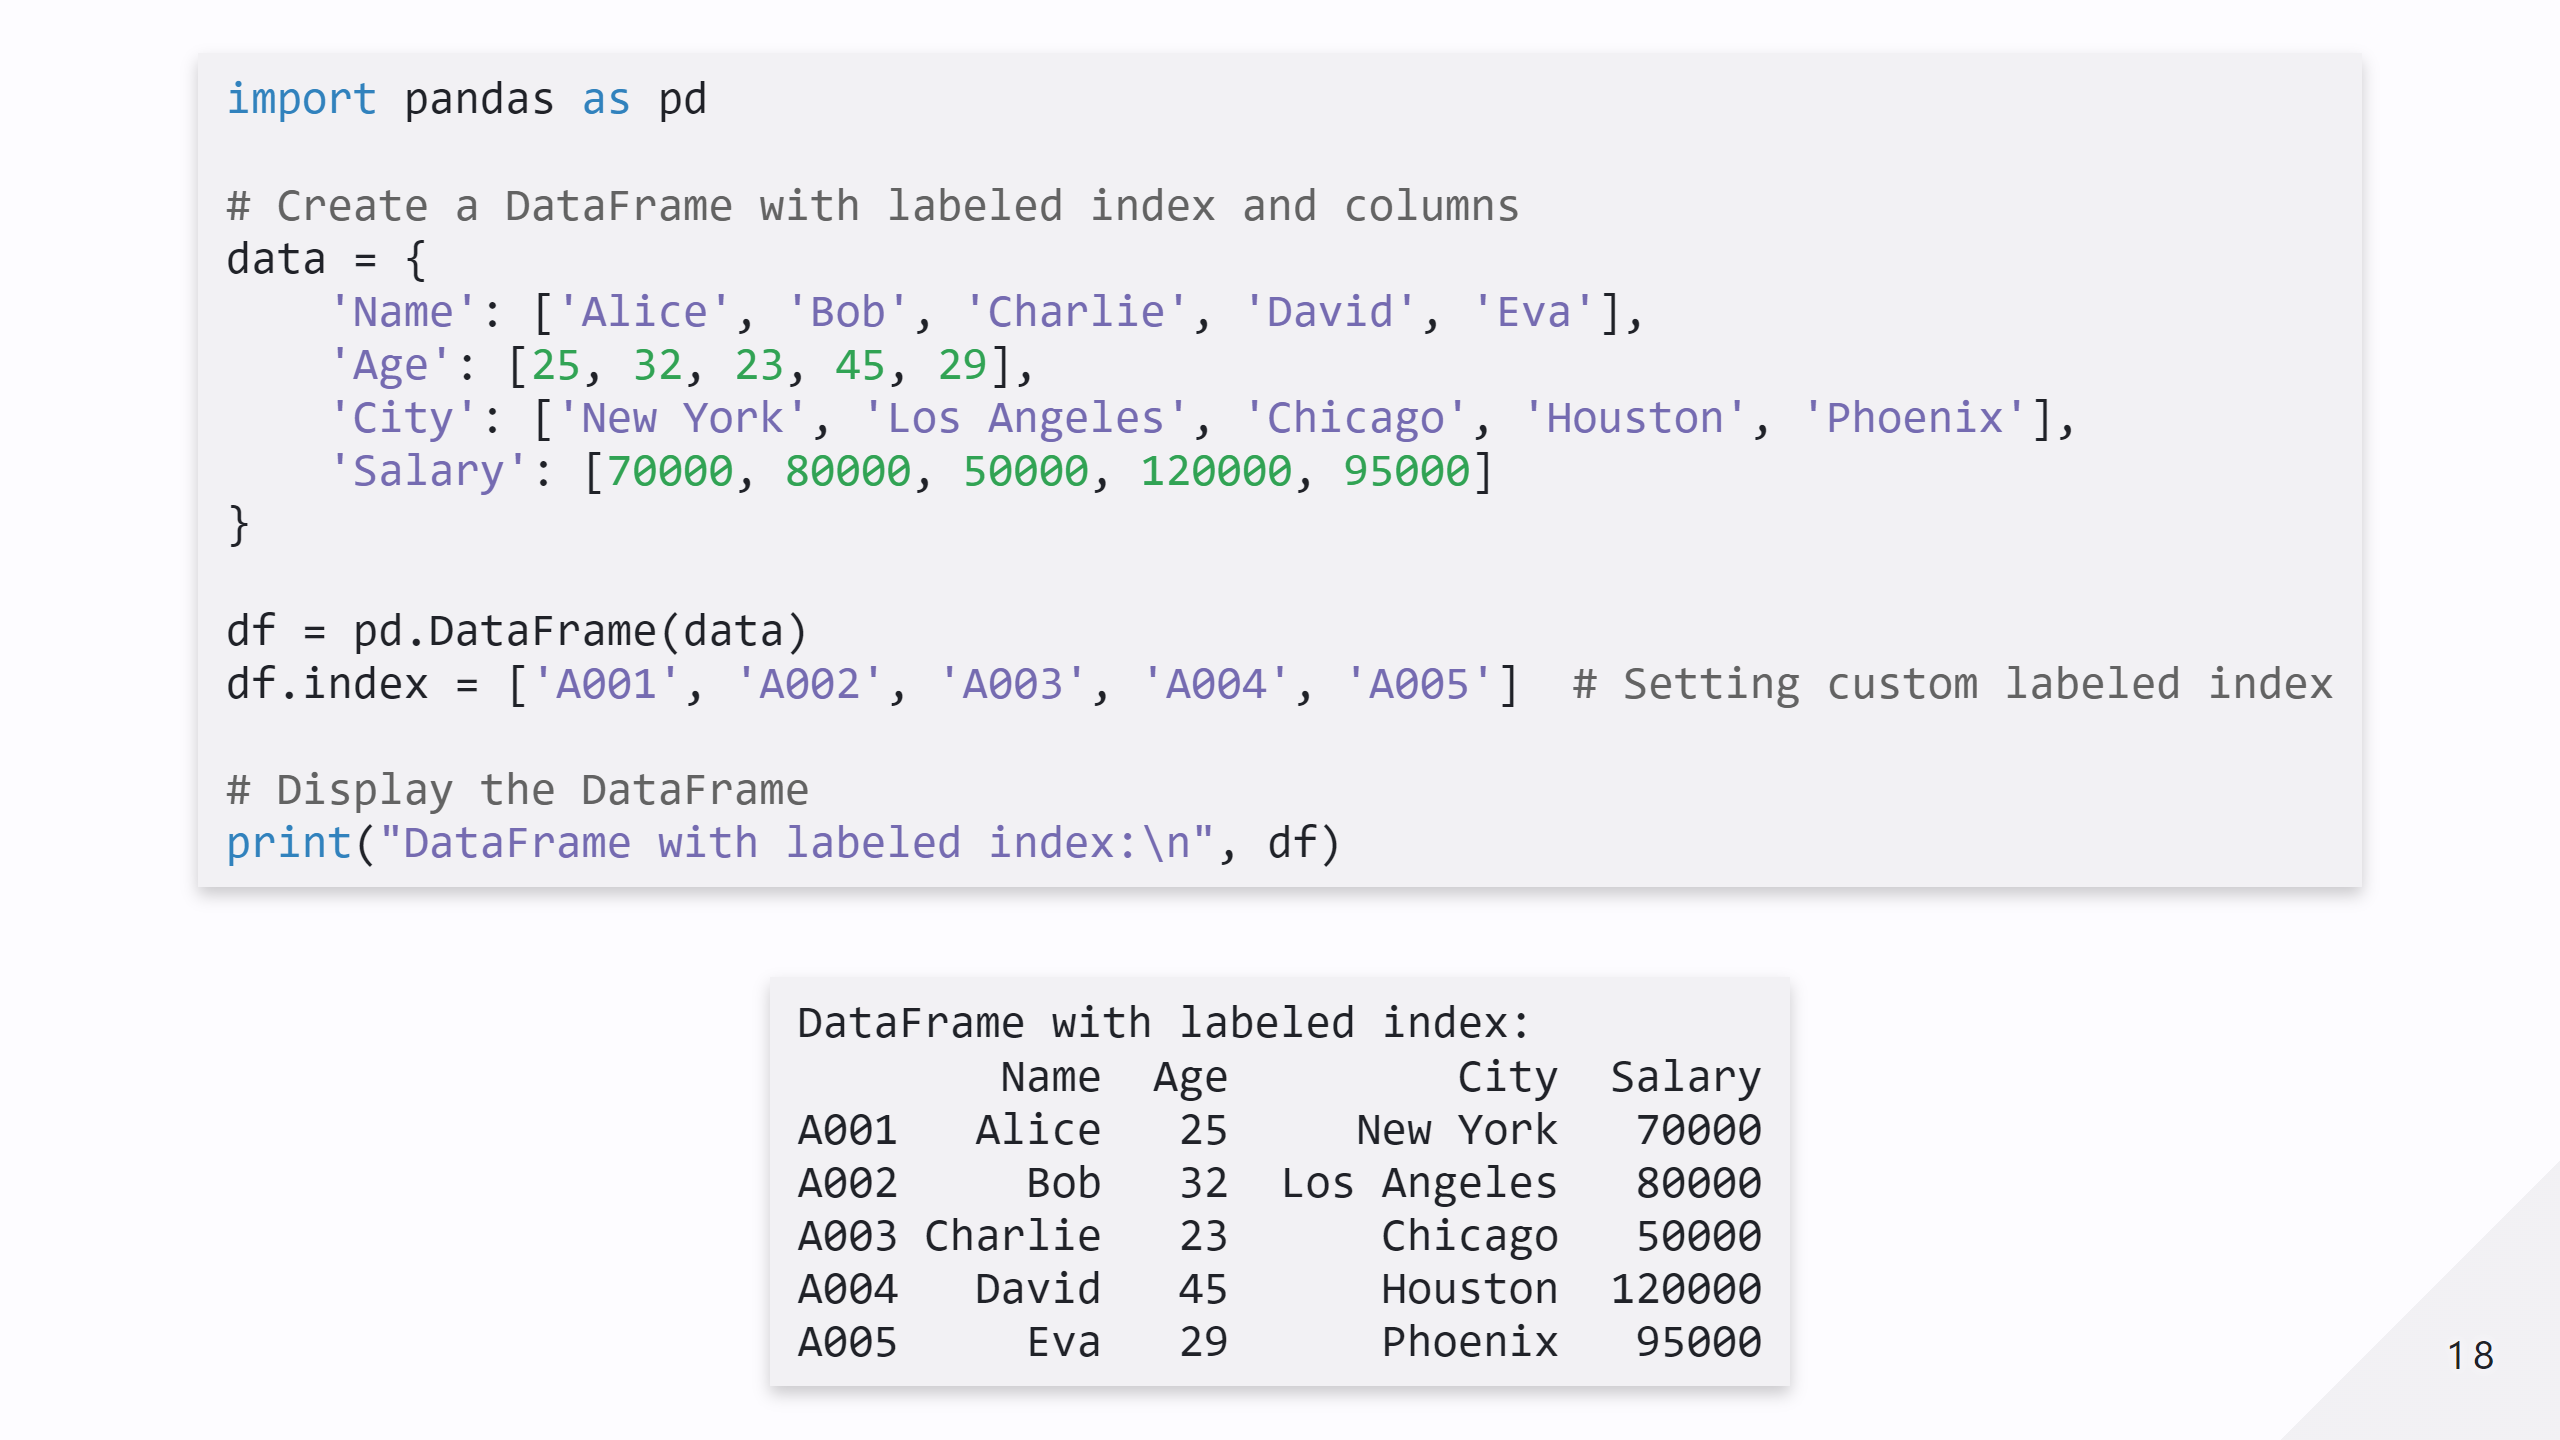 import pandas as pd
# Create a DataFrame with labeled index and columns
data = {
    'Name': ['Alice', 'Bob', 'Charlie', 'David', 'Eva'],
    'Age': [25, 32, 23, 45, 29],
    'City': ['New York', 'Los Angeles', 'Chicago', 'Houston', 'Phoenix'],
    'Salary': [70000, 80000, 50000, 120000, 95000]
}
df = pd.DataFrame(data)
df.index = ['A001', 'A002', 'A003', 'A004', 'A005']  # Setting custom labeled index
# Display the DataFrame
print("DataFrame with labeled index:\n", df)
DataFrame with labeled index:
        Name  Age         City  Salary
A001   Alice   25     New York   70000
A002     Bob   32  Los Angeles   80000
A003 Charlie   23      Chicago   50000
A004   David   45      Houston  120000
A005     Eva   29      Phoenix   95000
18